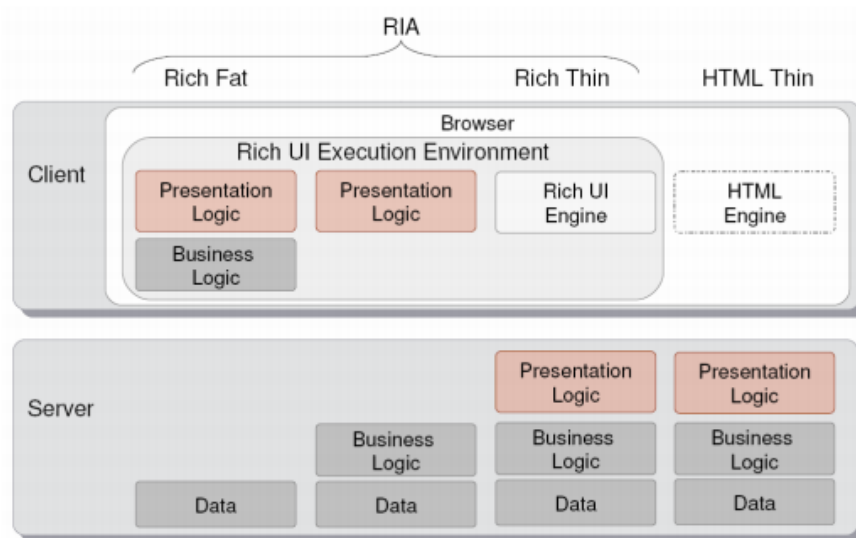 RIA
Rich Fat
Rich Thin
HTML Thin
Browser
Rich UI Execution Environment
Client
Presentation
Logic
Presentation
Logic
Rich UI
Engine
HTML
Engine
Business
Logic
Server
Presentation
Logic
Presentation
Logic
Business
Logic
Business
Logic
Business
Logic
Data
Data
Data
Data